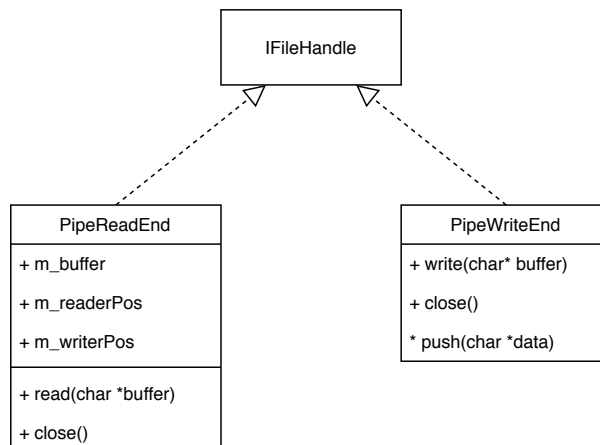 IFileHandle
PipeReadEnd
+ m_buffer
+ m_readerPos
+ m_writerPos
+ read(char *buffer)
+ close()
PipeWriteEnd
+ write(char* buffer)
+ close()
* push(char *data)